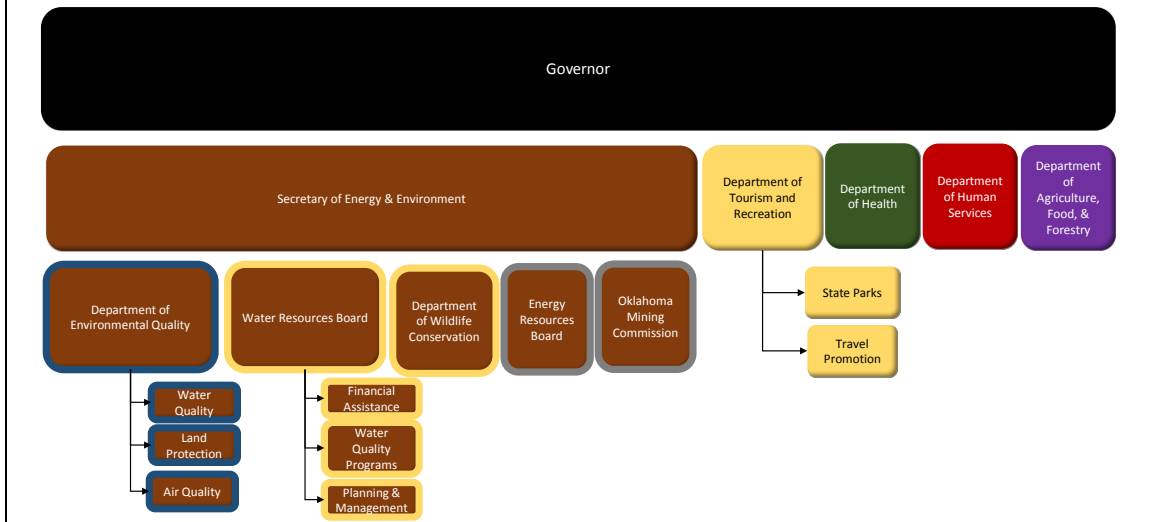 Governor
Secretary of Energy & Environment
Department of
Tourism and
Recreation
Department
of Health
Department
of Human
Services
Department
of
Agriculture,
Food, &
Forestry
Department of
Environmental Quality
Water Resources Board
Department
of Wildlife
Conservation
Energy
Resources
Board
Oklahoma
Mining
Commission
State Parks
Travel
Promotion
Water
Quality
Land
Protection
Air Quality
Financial
Assistance
Water
Quality
Programs
Planning &
Management